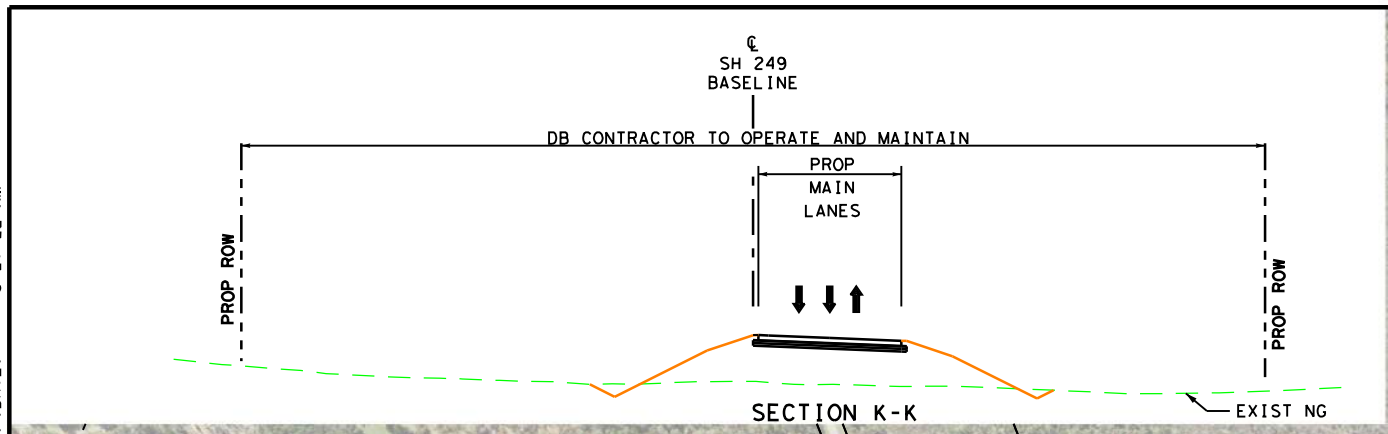 ℄
SH 249
BASELINE
DB CONTRACTOR TO OPERATE AND MAINTAIN
PROP
MAIN
LANES
PROP ROW
PROP ROW
SECTION K-K
EXIST NG